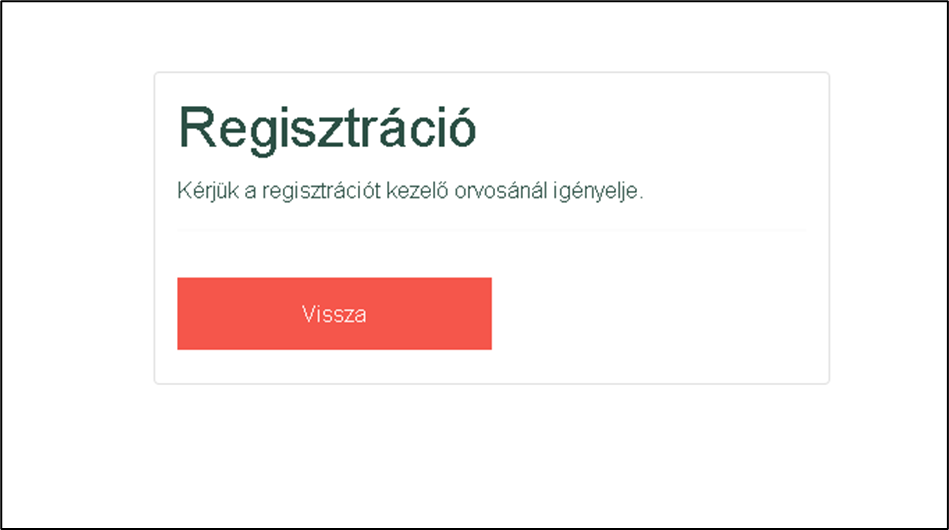 Regisztráció
Kérjük a regisztrációt kezelő orvosánál igényelje.
Vissza